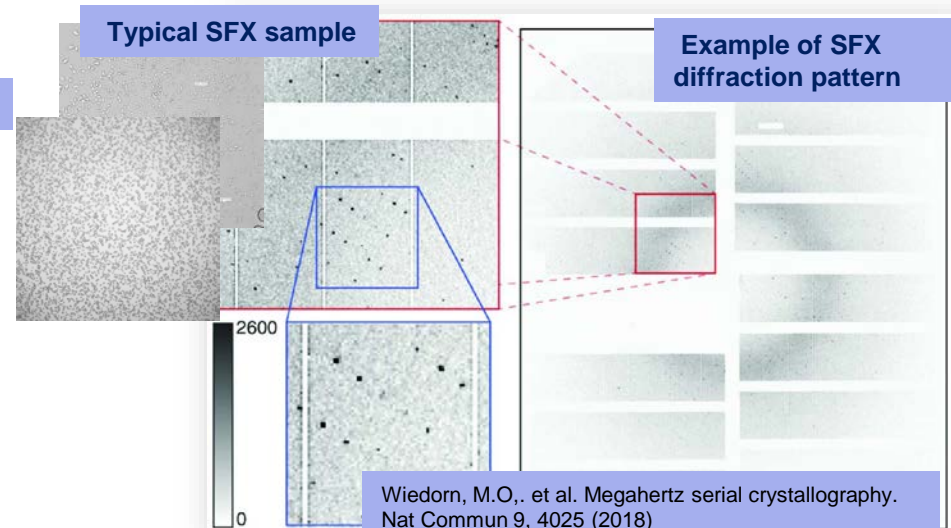 Typical SFX sample
Example of SFX
diffraction pattern
2600
0
Wiedorn, M.O,. et al. Megahertz serial crystallography.
Nat Commun 9, 4025 (2018)